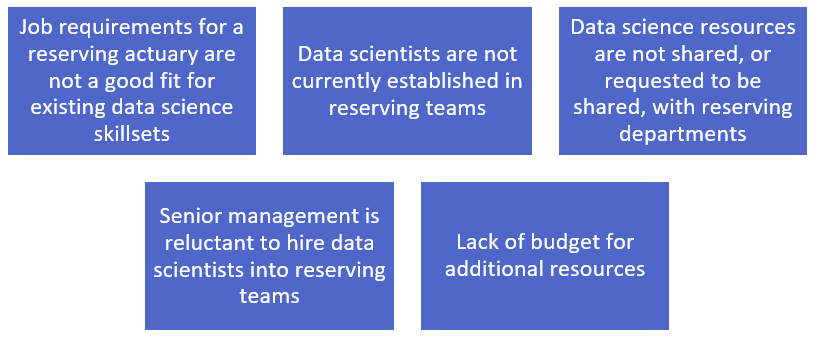 Job requirements for a
reserving actuary are
not a good fit for
existing data science
skillsets
Data scientists are not
currently established in
reserving teams
Data science resources
are not shared, or
requested to be
shared, with reserving
departments
Senior management is
reluctant to hire data
scientists into reserving
teams
Lack of budget for
additional resources